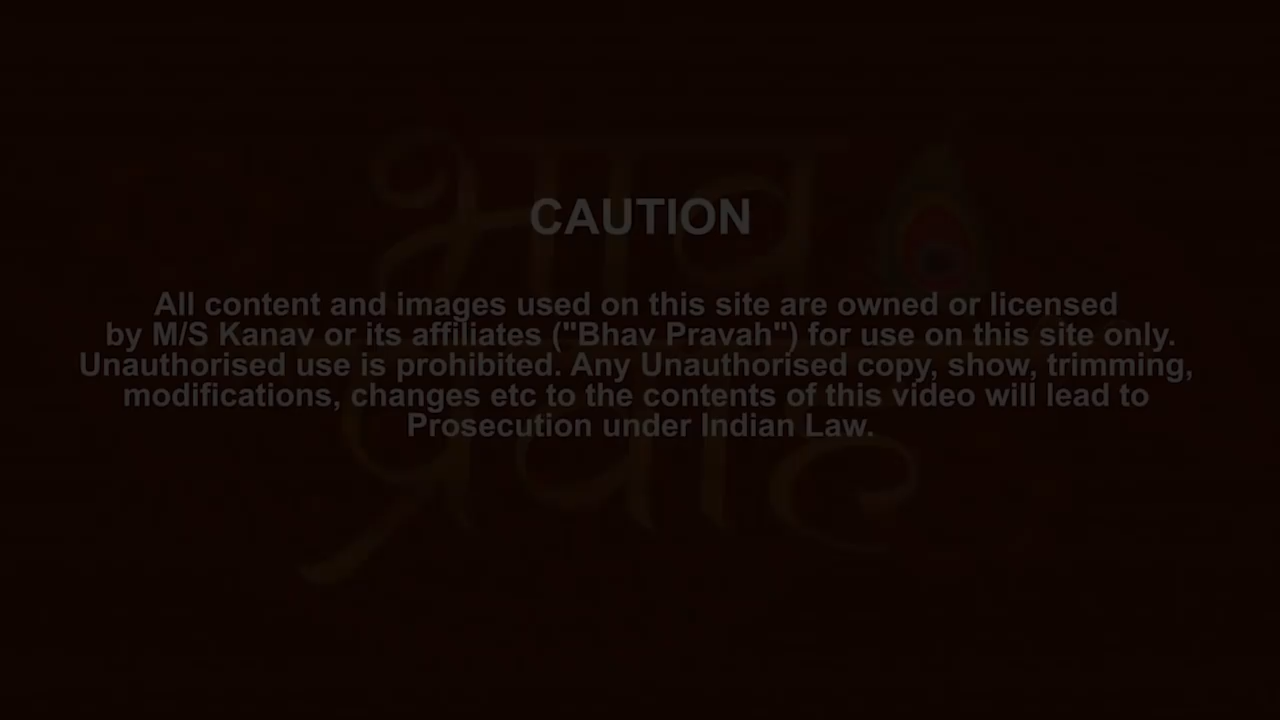 भाव
CAUTION
All content and images used on this site are owned or licensed
by M/S Kanav or its affiliates ("Bhav Pravah") for use on this site only.
Unauthorised use is prohibited. Any Unauthorised copy, show, trimming,
modifications, changes etc to the contents of this video will lead to
Prosecution under Indian Law.
प्रवाह